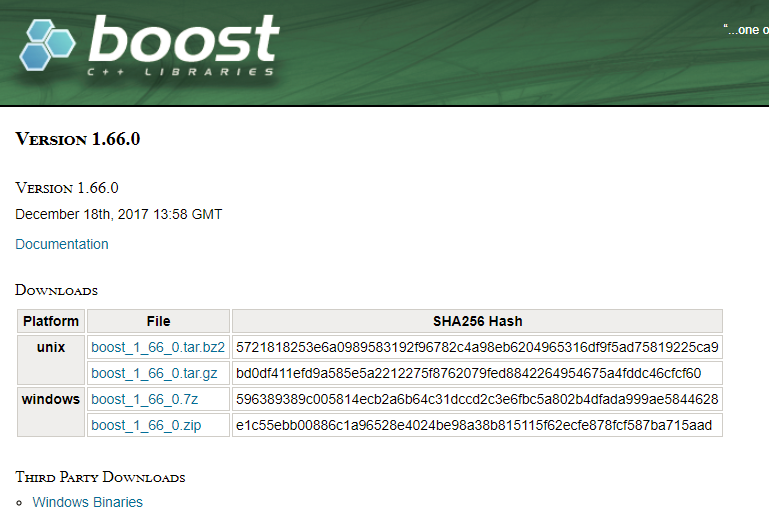 boost
C++ LIBRARIES
“...one o
VERSION 1.66.0
VERSION 1.66.0
December 18th, 2017 13:58 GMT
Documentation
DOWNLOADS
Platform File SHA256 Hash
unix boost_1_66_0.tar.bz2 5721818253e6a0989583192f96782c4a98eb6204965316df9f5ad75819225ca9
boost_1_66_0.tar.gz bd0df411efd9a585e5a2212275f8762079fed8842264954675a4fddc46cfcf60
windows boost_1_66_0.7z 596389389c005814ecb2a6b64c31dccd2c3e6fbc5a802b4dfada999ae5844628
boost_1_66_0.zip e1c55ebb00886c1a96528e4024be98a38b815115f62ecfe878fcf587ba715aad
THIRD PARTY DOWNLOADS
Windows Binaries